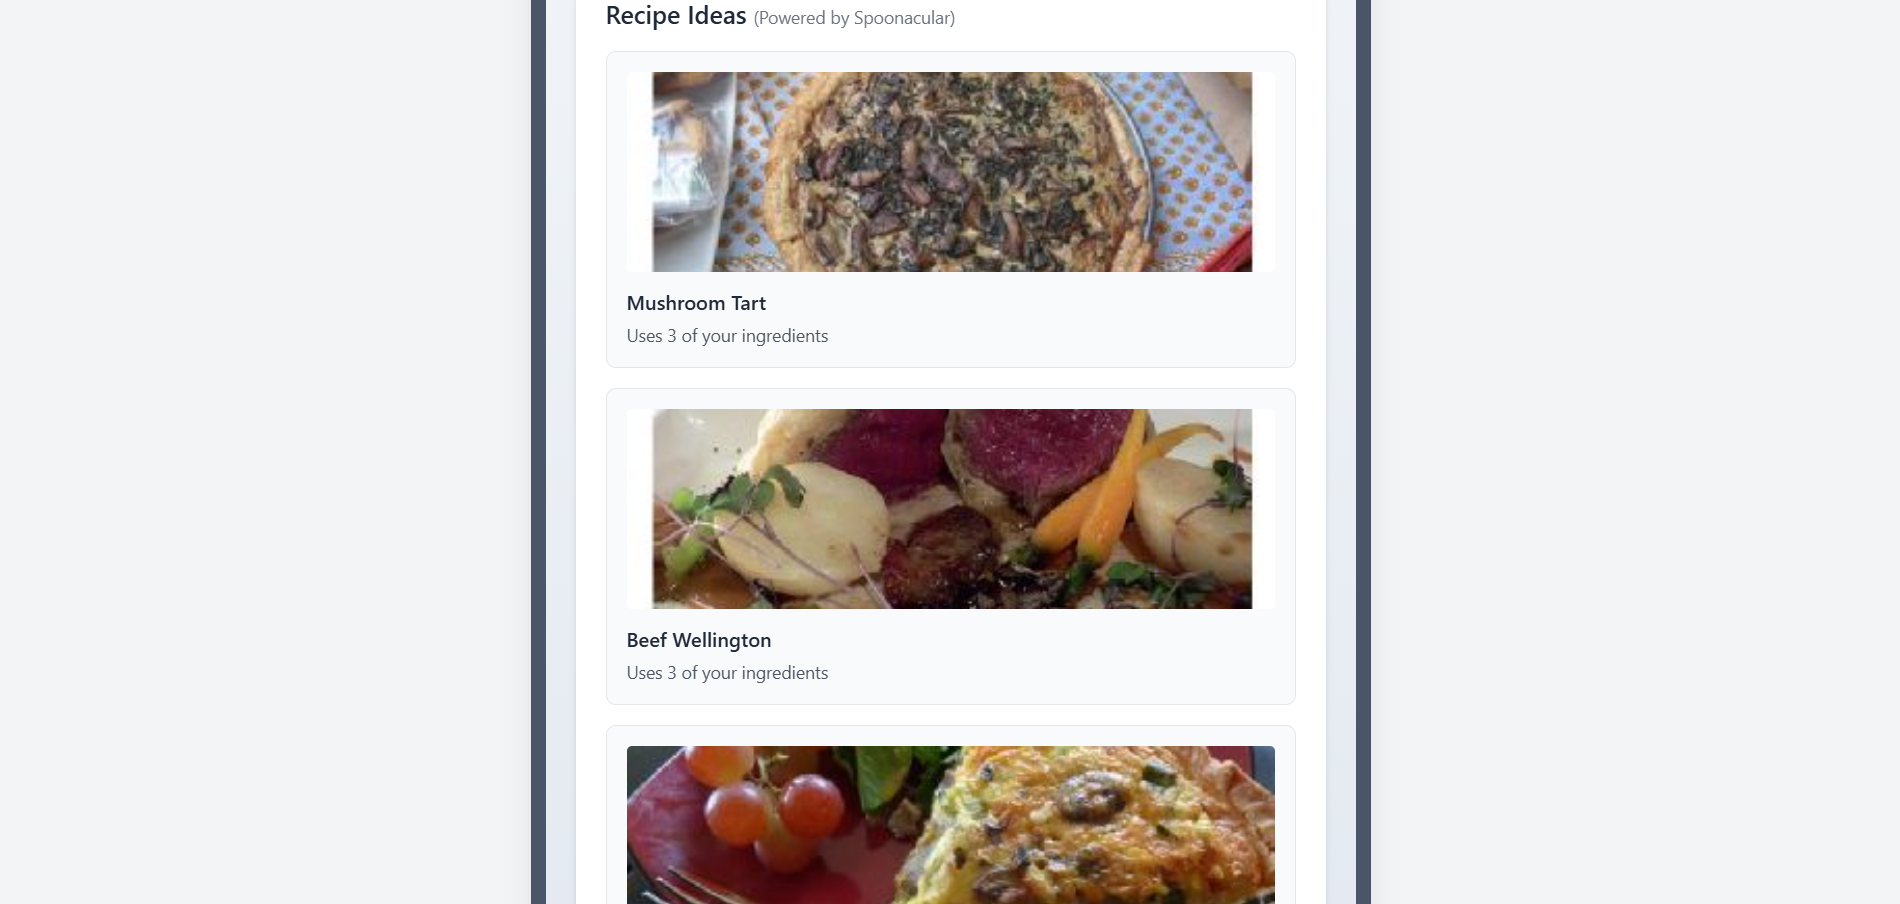 Recipe Ideas (Powered by Spoonacular)
Mushroom Tart
Uses 3 of your ingredients
Beef Wellington
Uses 3 of your ingredients